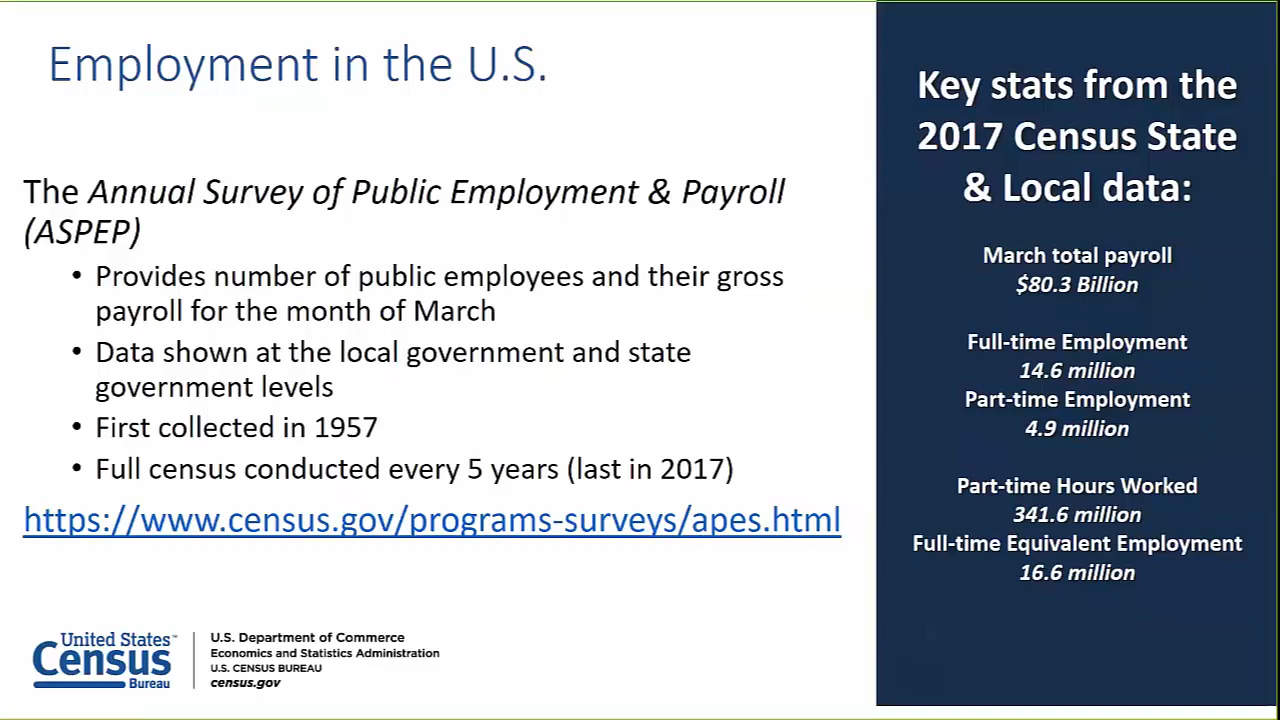 Employment in the U.S.
The Annual Survey of Public Employment & Payroll
(ASPEP)
• Provides number of public employees and their gross
payroll for the month of March
• Data shown at the local government and state
government levels
• First collected in 1957
• Full census conducted every 5 years (last in 2017)
https://www.census.gov/programs-surveys/apes.html
United States™
Census
Bureau
U.S. Department of Commerce
Economics and Statistics Administration
U.S. CENSUS BUREAU
census.gov
Key stats from the
2017 Census State
& Local data:
March total payroll
$80.3 Billion
Full-time Employment
14.6 million
Part-time Employment
4.9 million
Part-time Hours Worked
341.6 million
Full-time Equivalent Employment
16.6 million